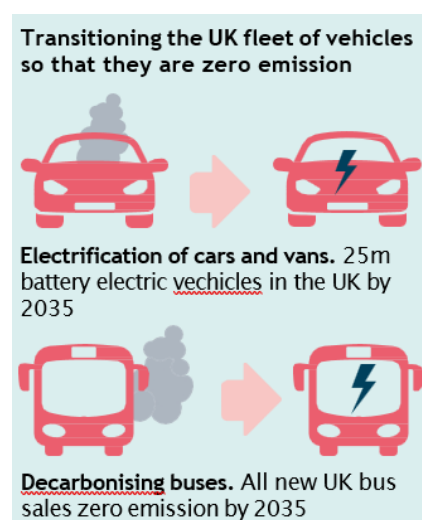 Transitioning the UK fleet of vehicles
so that they are zero emission
Electrification of cars and vans. 25m
battery electric vechicles in the UK by
2035
Decarbonising buses. All new UK bus
sales zero emission by 2035